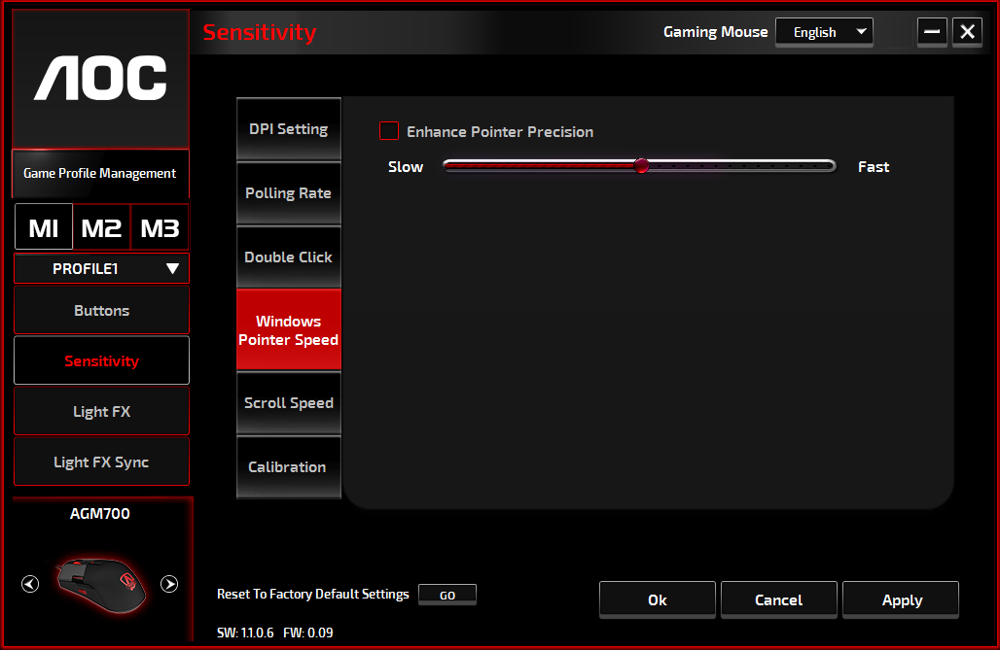 AOC
Sensitivity
Gaming Mouse
English
Game Profile Management
M1 M2 M3
PROFILE1
Buttons
Sensitivity
Light FX
Light FX Sync
AGM700
DPI Setting
Polling Rate
Double Click
Windows
Pointer Speed
Scroll Speed
Calibration
Enhance Pointer Precision
Slow
Fast
Reset To Factory Default Settings
GO
SW: 1.1.0.6 FW: 0.09
Ok
Cancel
Apply